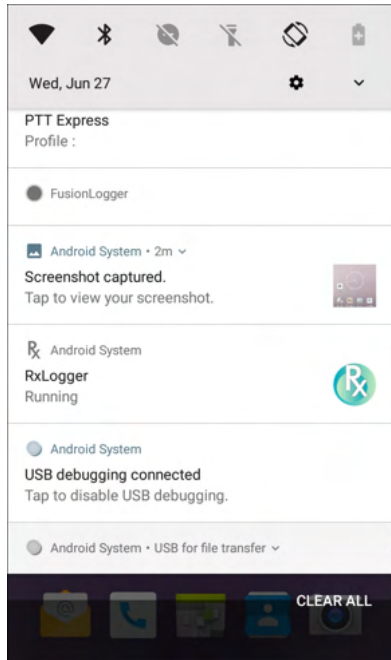 Wed, Jun 27
PTT Express
Profile :
FusionLogger
Android System • 2m
Screenshot captured.
Tap to view your screenshot.
Rx Android System
RxLogger
Rx
Running
Android System
USB debugging connected
Tap to disable USB debugging.
Android System • USB for file transfer
CLEAR ALL